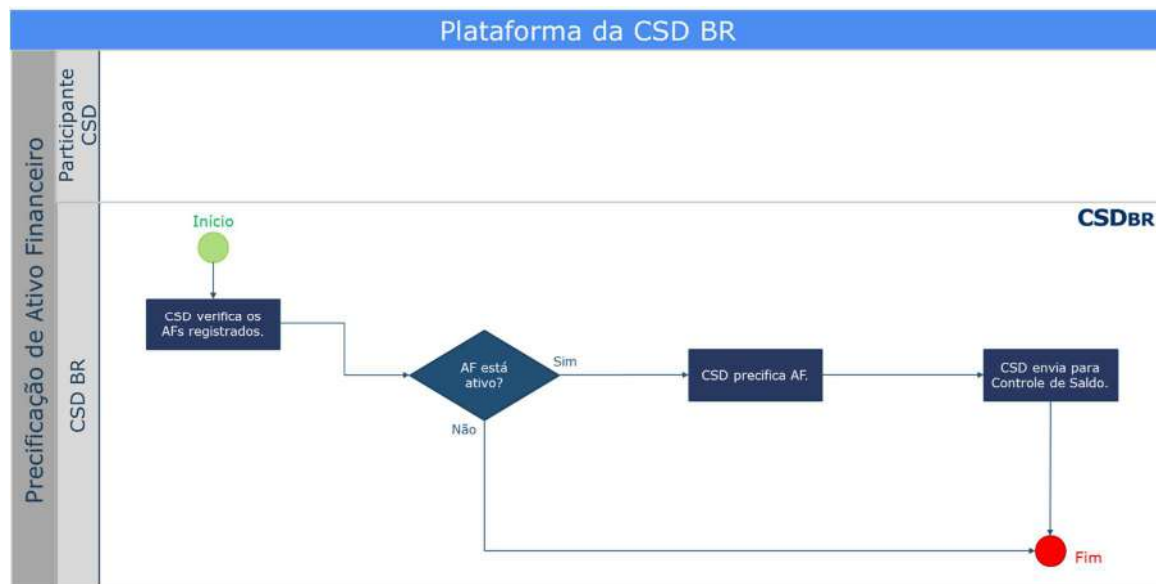 Plataforma da CSD BR
Precificação de Ativo Financeiro
Participante
CSD
CSD BR
CSDBR
Início
CSD verifica os
AFs registrados.
AF está
ativo?
Sim
Não
CSD precifica AF.
CSD envia para
Controle de Saldo.
Fim